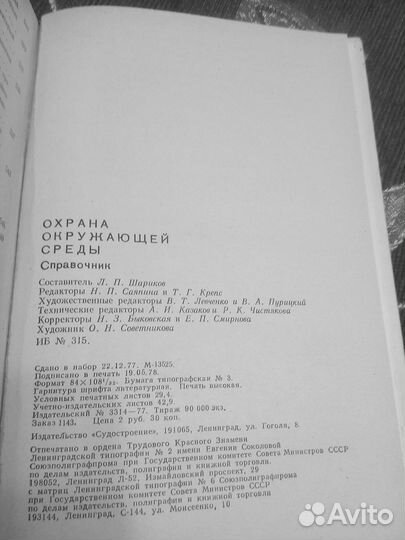 ОХРАНА
ОКРУЖАЮЩЕЙ
СРЕДЫ
Справочник
Составитель Л. П. Шариков
Редакторы Н. П. Саяпина и Т. Г. Крепс
Художественные редакторы В. Т. Левченко и В. А. Пурицкий
Технические редакторы А. И. Казаков и Р. К. Чистякова
Корректоры Н. З. Быковская и Е. П. Смирнова
Художник О. Н. Советникова
ИБ № 315.
Сдано в набор 22.12.77. М-13525.
Подписано в печать 19.05.78.
Формат 84×108¹/₃₂. Бумага типографская № 3.
Гарнитура шрифта литературная. Печать высокая.
Условных печатных листов 29,4.
Учетно-издательских листов 42,9.
Издательский № 3314—77. Тираж 90 000 экз.
Заказ 1143. Цена 2 руб. 30 коп.
Издательство «Судостроение», 191065, Ленинград, ул. Гоголя, 8.
Отпечатано в ордена Трудового Красного Знамени
Ленинградской типографии № 2 имени Евгении Соколовой
Союзполиграфпрома при Государственном комитете Совета Министров СССР
по делам издательств, полиграфии и книжной торговли.
198052, Ленинград Л-52, Измайловский проспект, 29
с матриц Ленинградской типографии № 6 Союзполиграфпрома
при Государственном комитете Совета Министров СССР
по делам издательств, полиграфии и книжной торговли
193144, Ленинград, С-144, ул. Моисеенко, 10
Avito